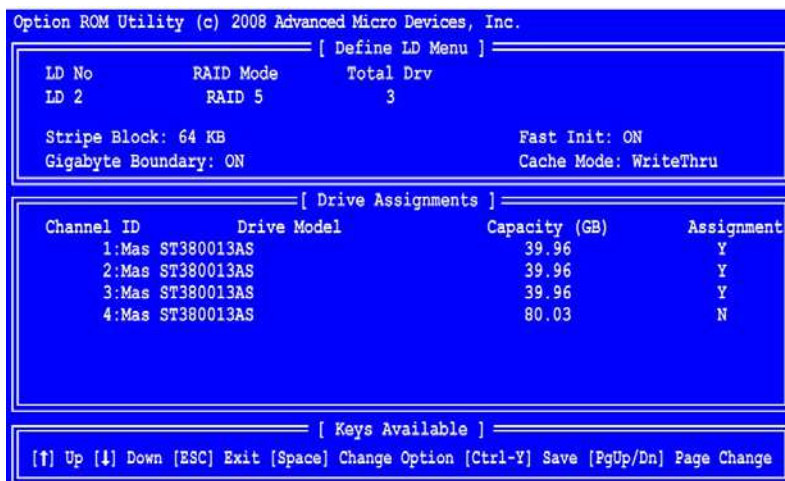 Option ROM Utility (c) 2008 Advanced Micro Devices, Inc.
[ Define LD Menu ]
LD No RAID Mode Total Drv
LD 2 RAID 5 3
Stripe Block: 64 KB Fast Init: ON
Gigabyte Boundary: ON Cache Mode: WriteThru
[ Drive Assignments ]
Channel ID Drive Model Capacity (GB) Assignment
1:Mas ST380013AS 39.96 Y
2:Mas ST380013AS 39.96 Y
3:Mas ST380013AS 39.96 Y
4:Mas ST380013AS 80.03 N
[ Keys Available ]
[↑] Up [↓] Down [ESC] Exit [Space] Change Option [Ctrl-Y] Save [PgUp/Dn] Page Change